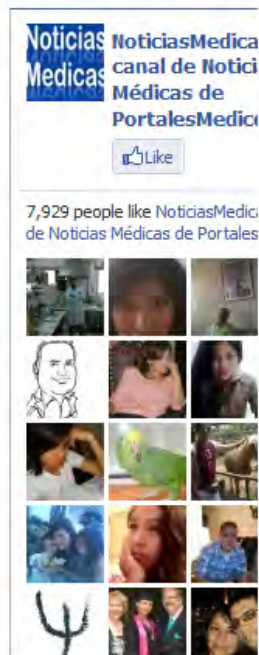 Noticias
Medicas
NoticiasMedica
canal de Notici
Médicas de
PortalesMedico
Like
7,929 people like NoticiasMedica
de Noticias Médicas de Portales